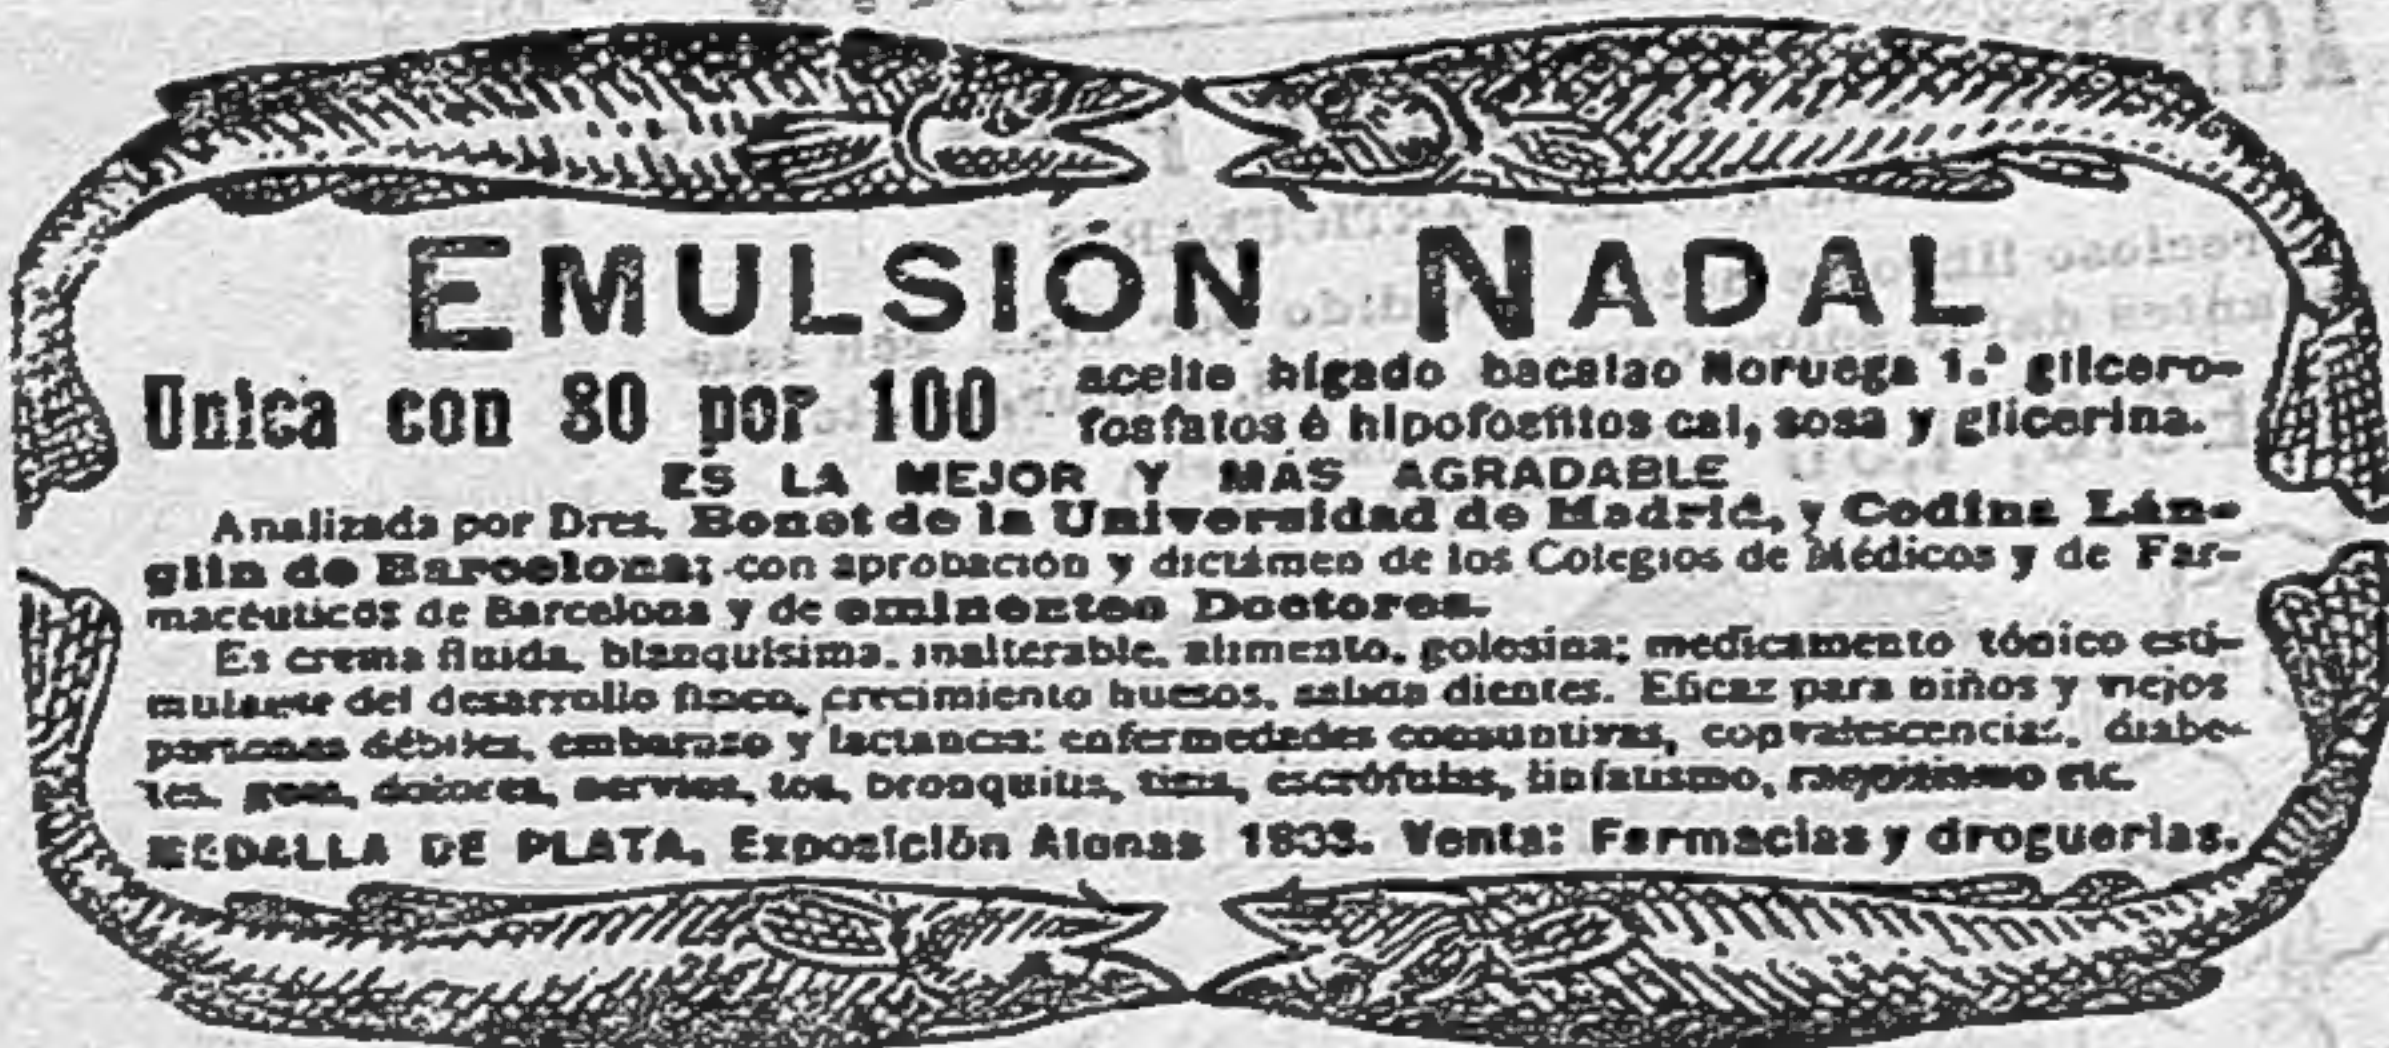 EMULSIÓN NADAL
Unica con 80 por 100 aceite hígado bacalao Noruega 1.ª glicero-
fosfatos é hipofosfitos cal, sosa y glicerina.
ES LA MEJOR Y MÁS AGRADABLE
Analizada por Dres. Bonet de la Universidad de Madrid, y Codina Län-
glin de Barcelona; con aprobación y dictámen de los Colegios de Médicos y de Far-
macéuticos de Barcelona y de eminentes Doctores.
Es crema fluida, blanquísima, inalterable, alimento, golosina; medicamento tónico estí-
mulante del desarrollo físico, crecimiento huesos, salida dientes. Eficaz para niños y viejos
personas débiles, embarazo y lactancia: enfermedades consuntivas, convalescencias, diabe-
tes, dolores, nervios, tos, bronquitis, tisis, escrófulas, linfatismo, raquitismo etc.
MEDALLA DE PLATA, Exposición Atenas Venta: Farmacias y droguerias.